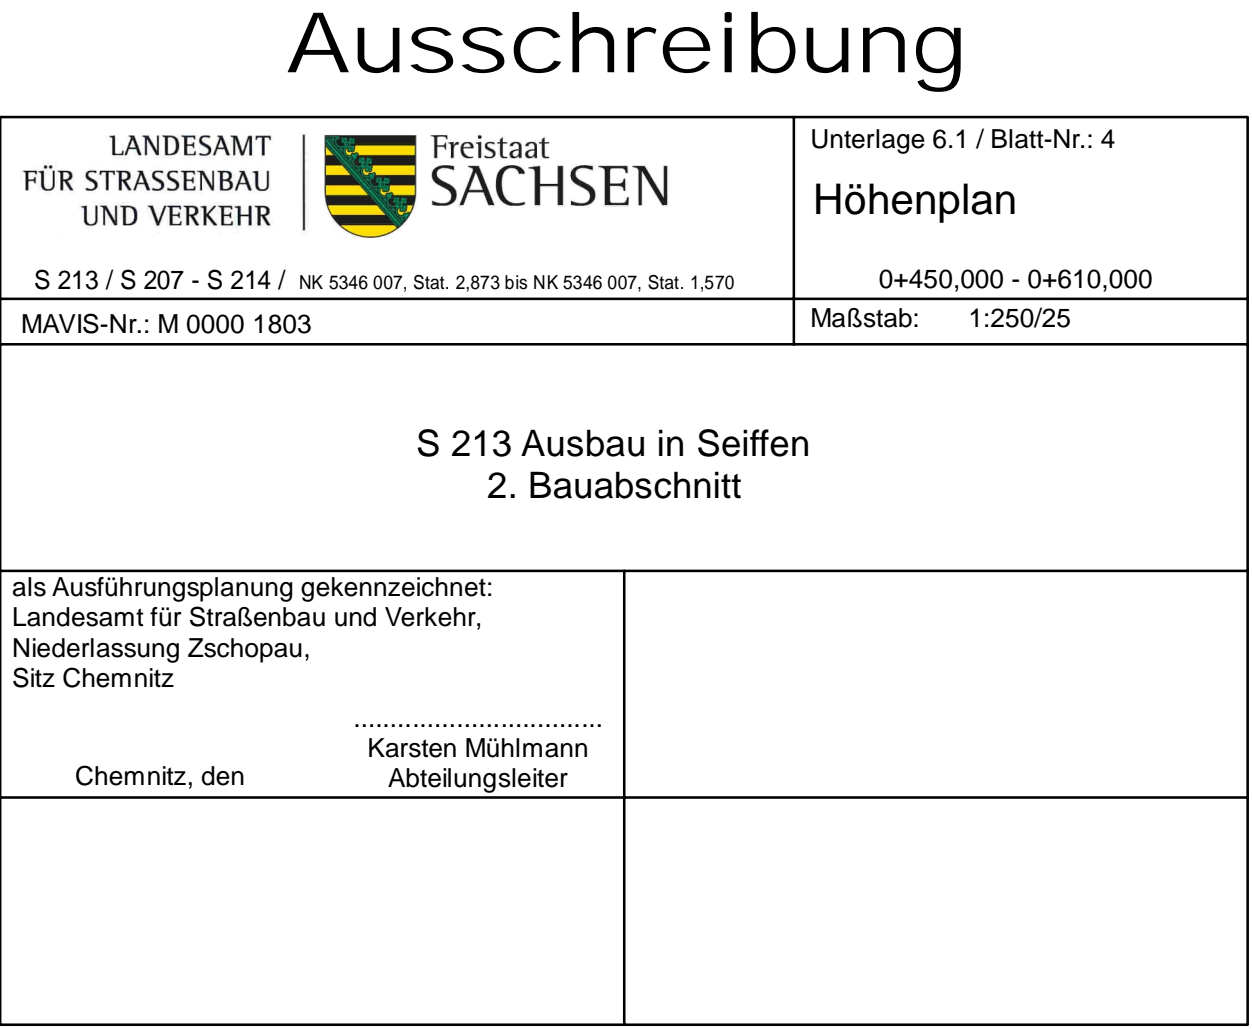 Ausschreibung
LANDESAMT
FÜR STRASSENBAU
UND VERKEHR
Freistaat
SACHSEN
S 213 / S 207 - S 214 / NK 5346 007, Stat. 2,873 bis NK 5346 007, Stat. 1,570
Unterlage 6.1 / Blatt-Nr.: 4
Höhenplan
0+450,000 - 0+610,000
MAVIS-Nr.: M 0000 1803
Maßstab: 1:250/25
S 213 Ausbau in Seiffen
2. Bauabschnitt
als Ausführungsplanung gekennzeichnet:
Landesamt für Straßenbau und Verkehr,
Niederlassung Zschopau,
Sitz Chemnitz
..................................
Karsten Mühlmann
Chemnitz, den
Abteilungsleiter